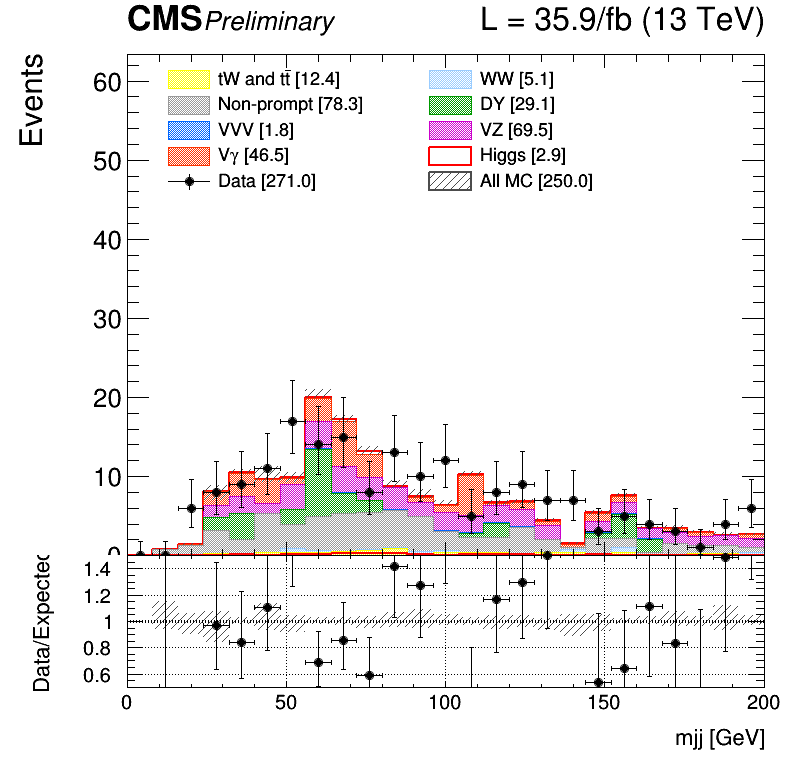 CMS Preliminary L = 35.9/fb (13 TeV)
Events
60
50
40
30
20
10
0
tW and tt̄ [12.4]
Non-prompt [78.3]
VVV [1.8]
Vγ [46.5]
Data [271.0]
WW [5.1]
DY [29.1]
VZ [69.5]
Higgs [2.9]
All MC [250.0]
Data/Expected
1.4
1.2
1
0.8
0.6
0 50 100 150 200
mjj [GeV]